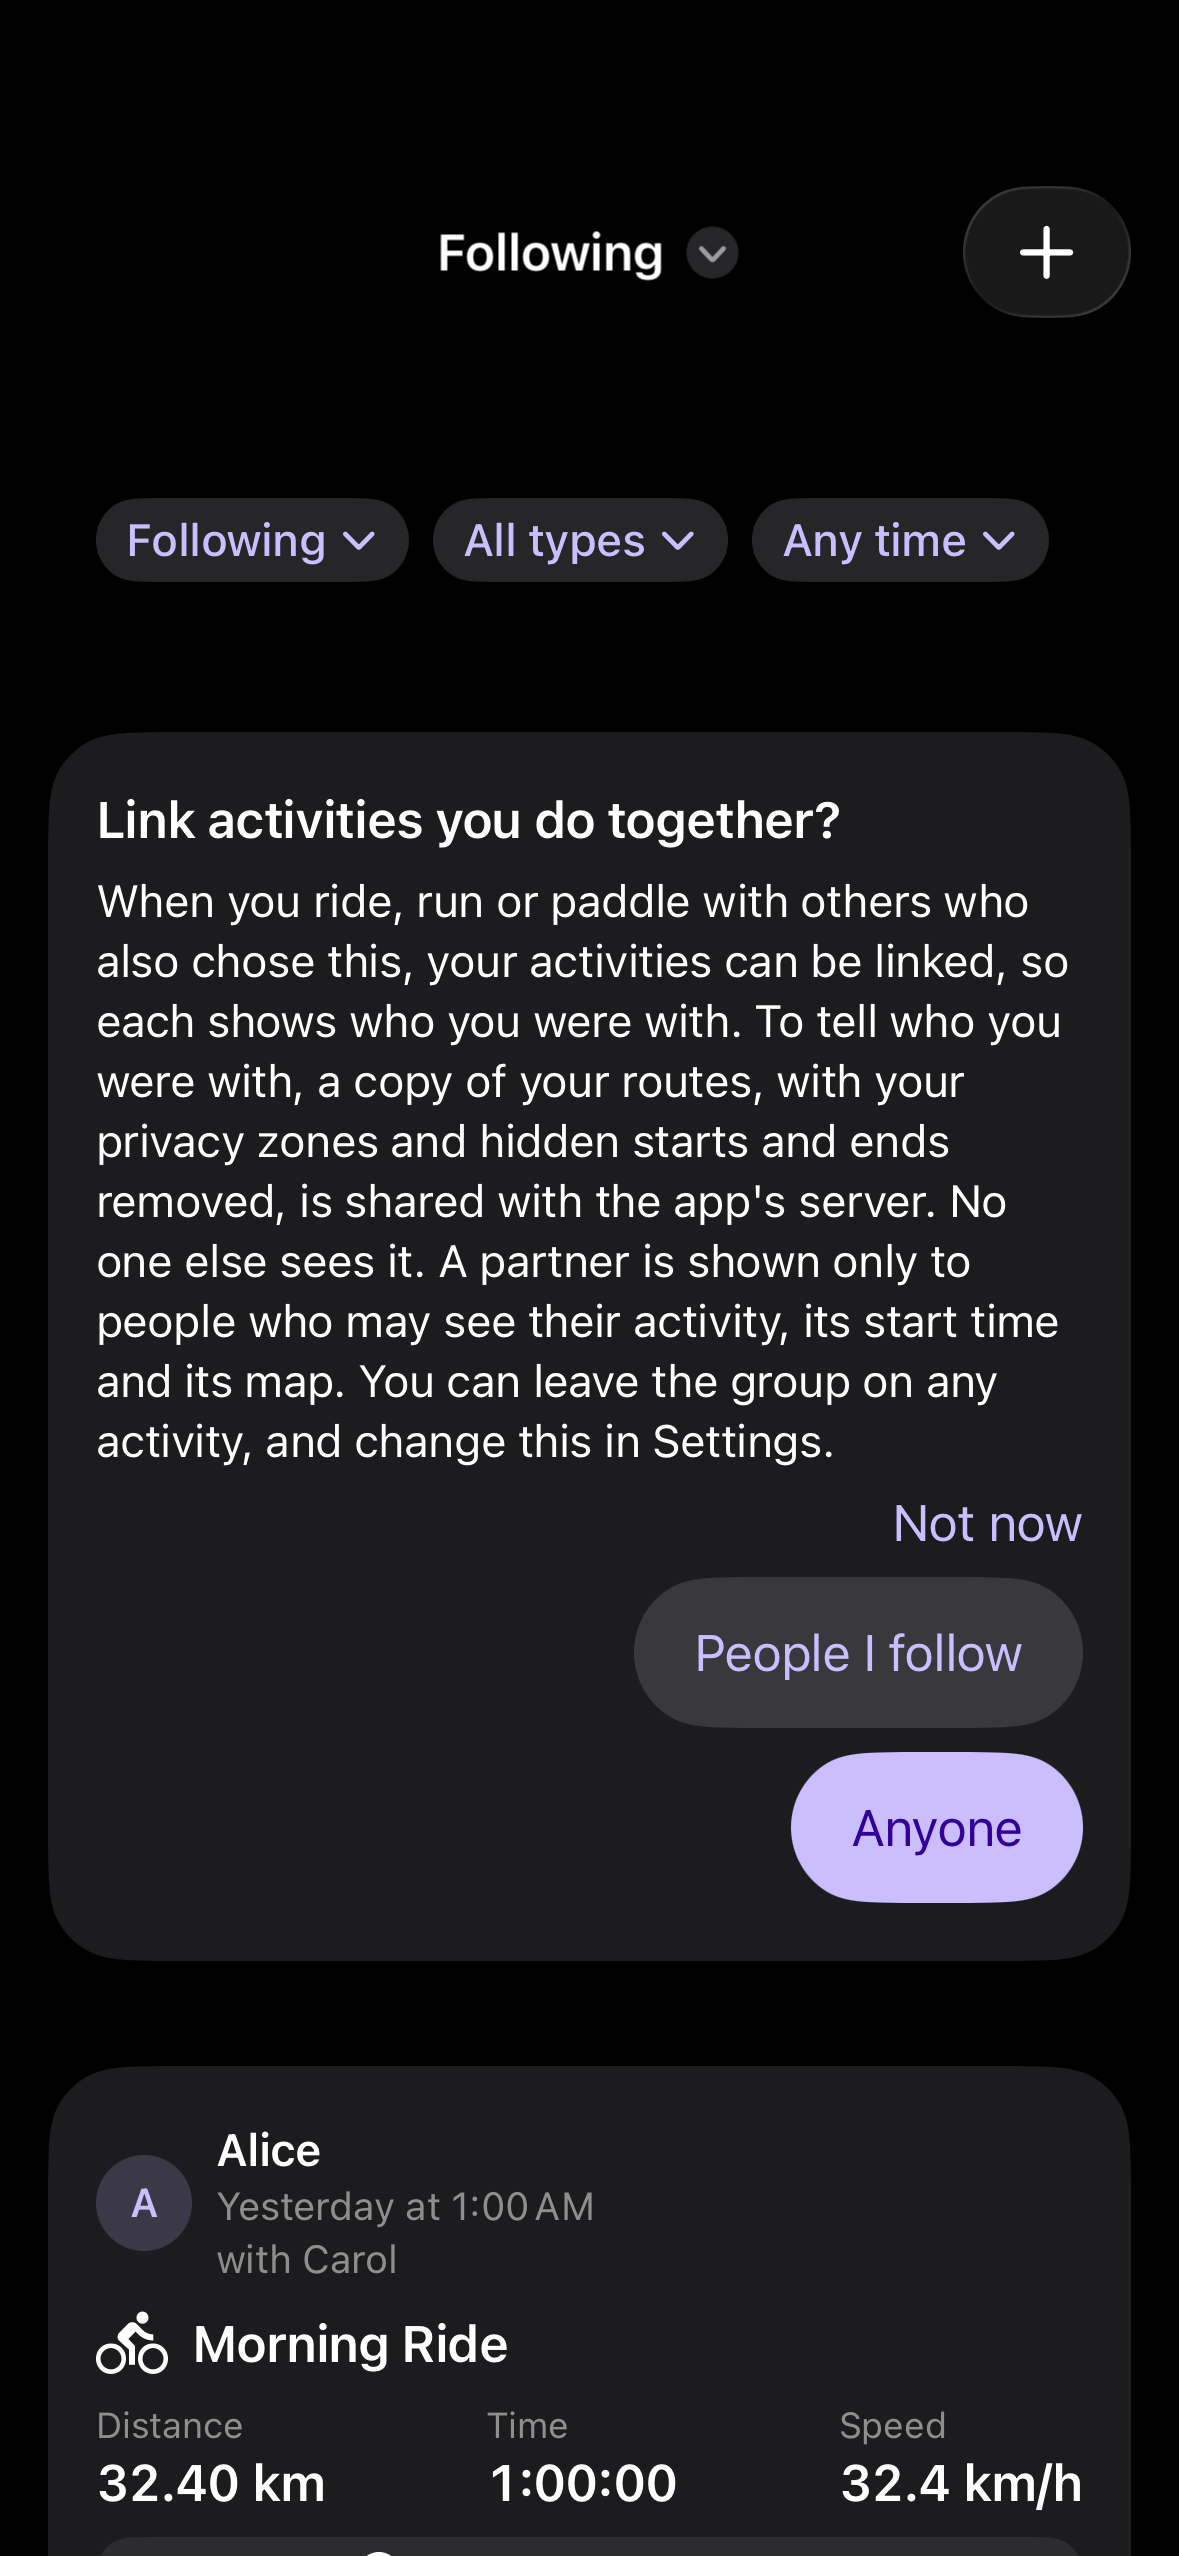 Following
Following
All types
Any time
Link activities you do together?
When you ride, run or paddle with others who
also chose this, your activities can be linked, so
each shows who you were with. To tell who you
were with, a copy of your routes, with your
privacy zones and hidden starts and ends
removed, is shared with the app's server. No
one else sees it. A partner is shown only to
people who may see their activity, its start time
and its map. You can leave the group on any
activity, and change this in Settings.
Not now
People I follow
Anyone
A
Alice
Yesterday at 1:00 AM
with Carol
Morning Ride
Distance
Time
Speed
32.40 km
1:00:00
32.4 km/h